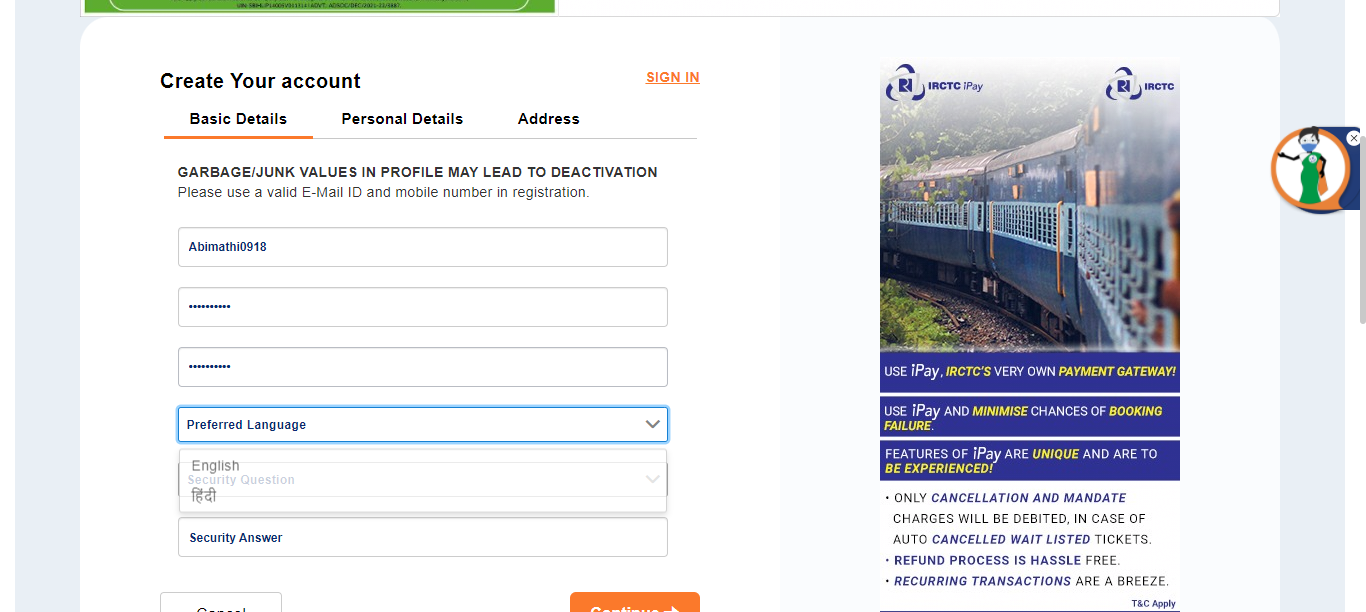 Create Your account
SIGN IN
Basic Details
Personal Details
Address
GARBAGE/JUNK VALUES IN PROFILE MAY LEAD TO DEACTIVATION
Please use a valid E-Mail ID and mobile number in registration.
Abimathi0918
••••••••••
••••••••••
Preferred Language
English
Security Question
हिंदी
Security Answer
Cancel
Continue
IRCTC iPay
IRCTC
USE iPay, IRCTC'S VERY OWN PAYMENT GATEWAY!
USE iPay AND MINIMISE CHANCES OF BOOKING
FAILURE.
FEATURES OF iPay ARE UNIQUE AND ARE TO
BE EXPERIENCED!
• ONLY CANCELLATION AND MANDATE
CHARGES WILL BE DEBITED, IN CASE OF
AUTO CANCELLED WAIT LISTED TICKETS.
• REFUND PROCESS IS HASSLE FREE.
• RECURRING TRANSACTIONS ARE A BREEZE.
T&C Apply